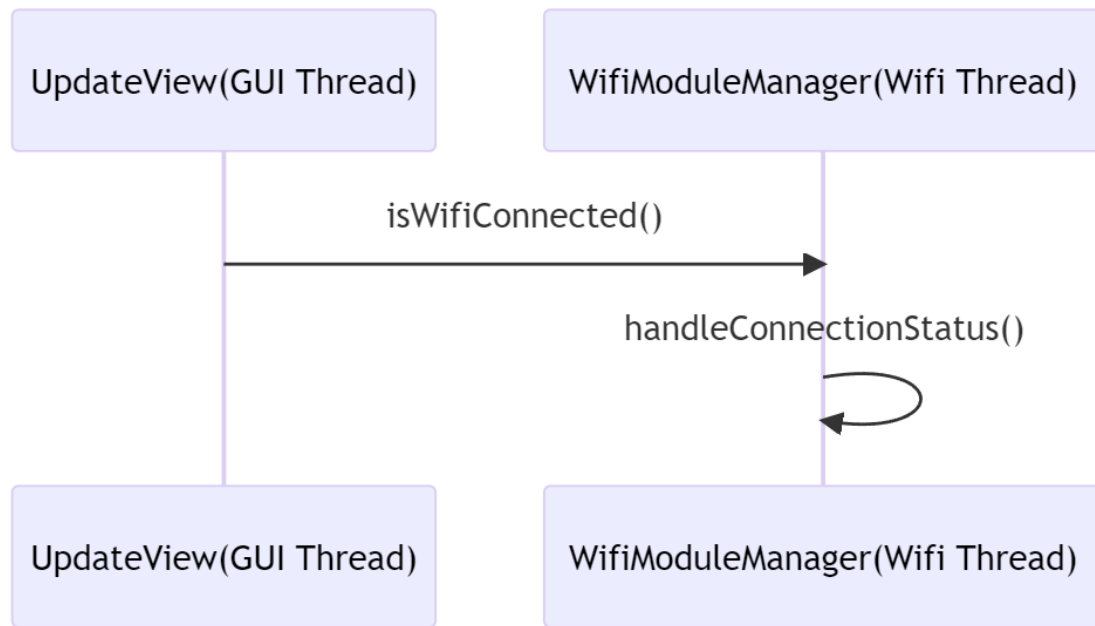 UpdateView(GUI Thread)
WifiModuleManager(Wifi Thread)
isWifiConnected()
handleConnectionStatus()
UpdateView(GUI Thread)
WifiModuleManager(Wifi Thread)